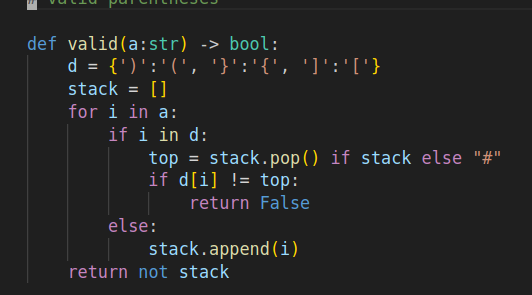 # valid parentheses
def valid(a:str) -> bool:
    d = {')':'(', '}':'{', ']':'['}
    stack = []
    for i in a:
        if i in d:
            top = stack.pop() if stack else "#"
            if d[i] != top:
                return False
        else:
            stack.append(i)
    return not stack